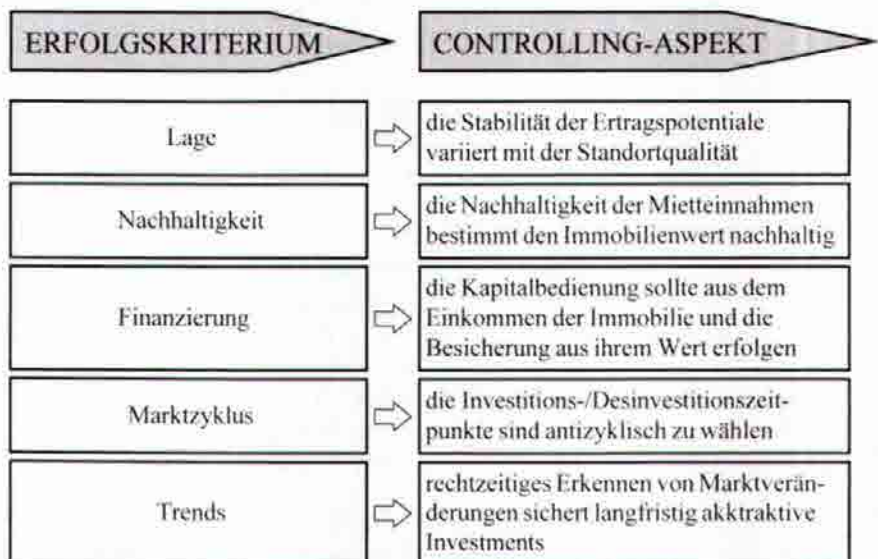 ERFOLGSKRITERIUM
CONTROLLING-ASPEKT
Lage
die Stabilität der Ertragspotentiale
variiert mit der Standortqualität
Nachhaltigkeit
die Nachhaltigkeit der Mietteinnahmen
bestimmt den Immobilienwert nachhaltig
Finanzierung
die Kapitalbedienung sollte aus dem
Einkommen der Immobilie und die
Besicherung aus ihrem Wert erfolgen
Marktzyklus
die Investitions-/Desinvestitionszeit-
punkte sind antizyklisch zu wählen
Trends
rechtzeitiges Erkennen von Marktverän-
derungen sichert langfristig akktraktive
Investments